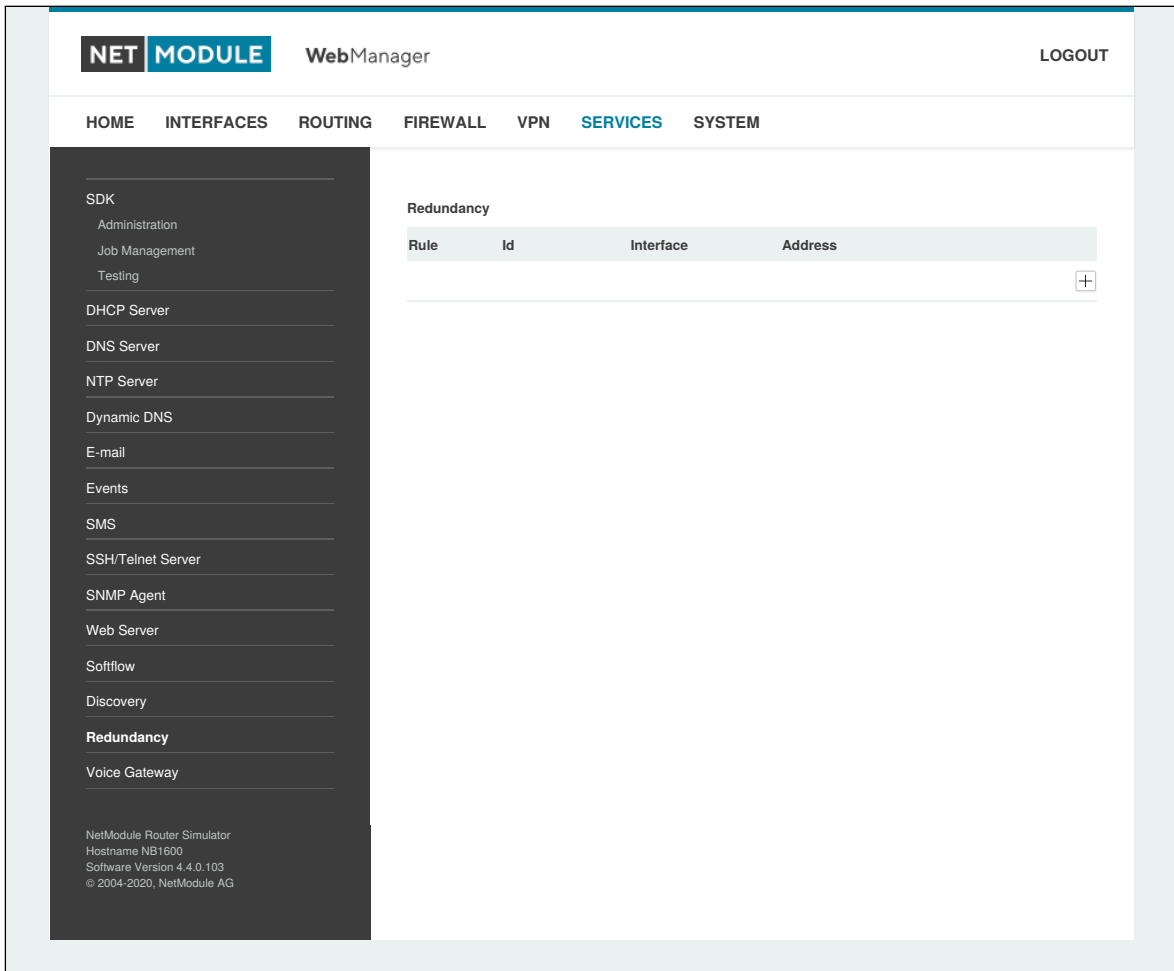 NET MODULE WebManager LOGOUT
HOME INTERFACES ROUTING FIREWALL VPN SERVICES SYSTEM
SDK
Administration
Job Management
Testing
DHCP Server
DNS Server
NTP Server
Dynamic DNS
E-mail
Events
SMS
SSH/Telnet Server
SNMP Agent
Web Server
Softflow
Discovery
Redundancy
Voice Gateway
NetModule Router Simulator
Hostname NB1600
Software Version 4.4.0.103
© 2004-2020, NetModule AG
Redundancy
Rule Id Interface Address